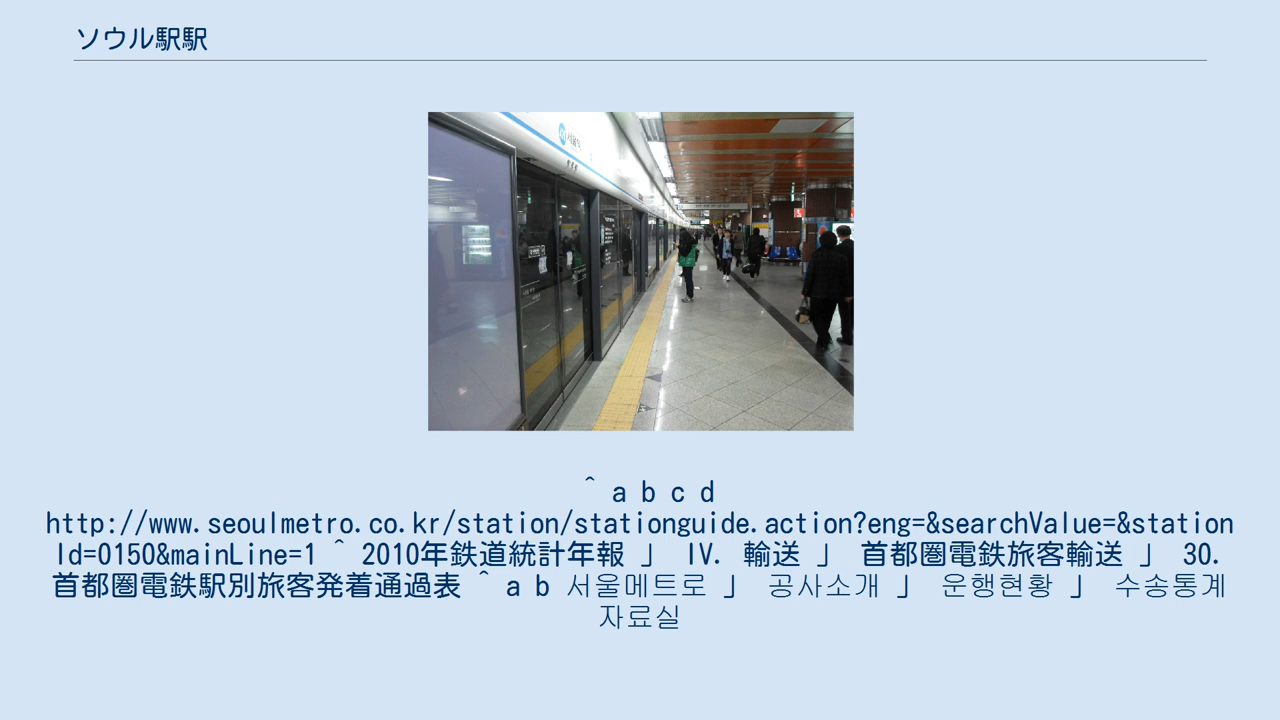 ソウル駅駅
^ a b c d
http://www.seoulmetro.co.kr/station/stationguide.action?eng=&searchValue=&station
Id=0150&mainLine=1 ^ 2010年鉄道統計年報 」 IV. 輸送 」 首都圏電鉄旅客輸送 」 30.
首都圏電鉄駅別旅客発着通過表 ^ a b 서울메트로 」 공사소개 」 운행현황 」 수송통계
자료실